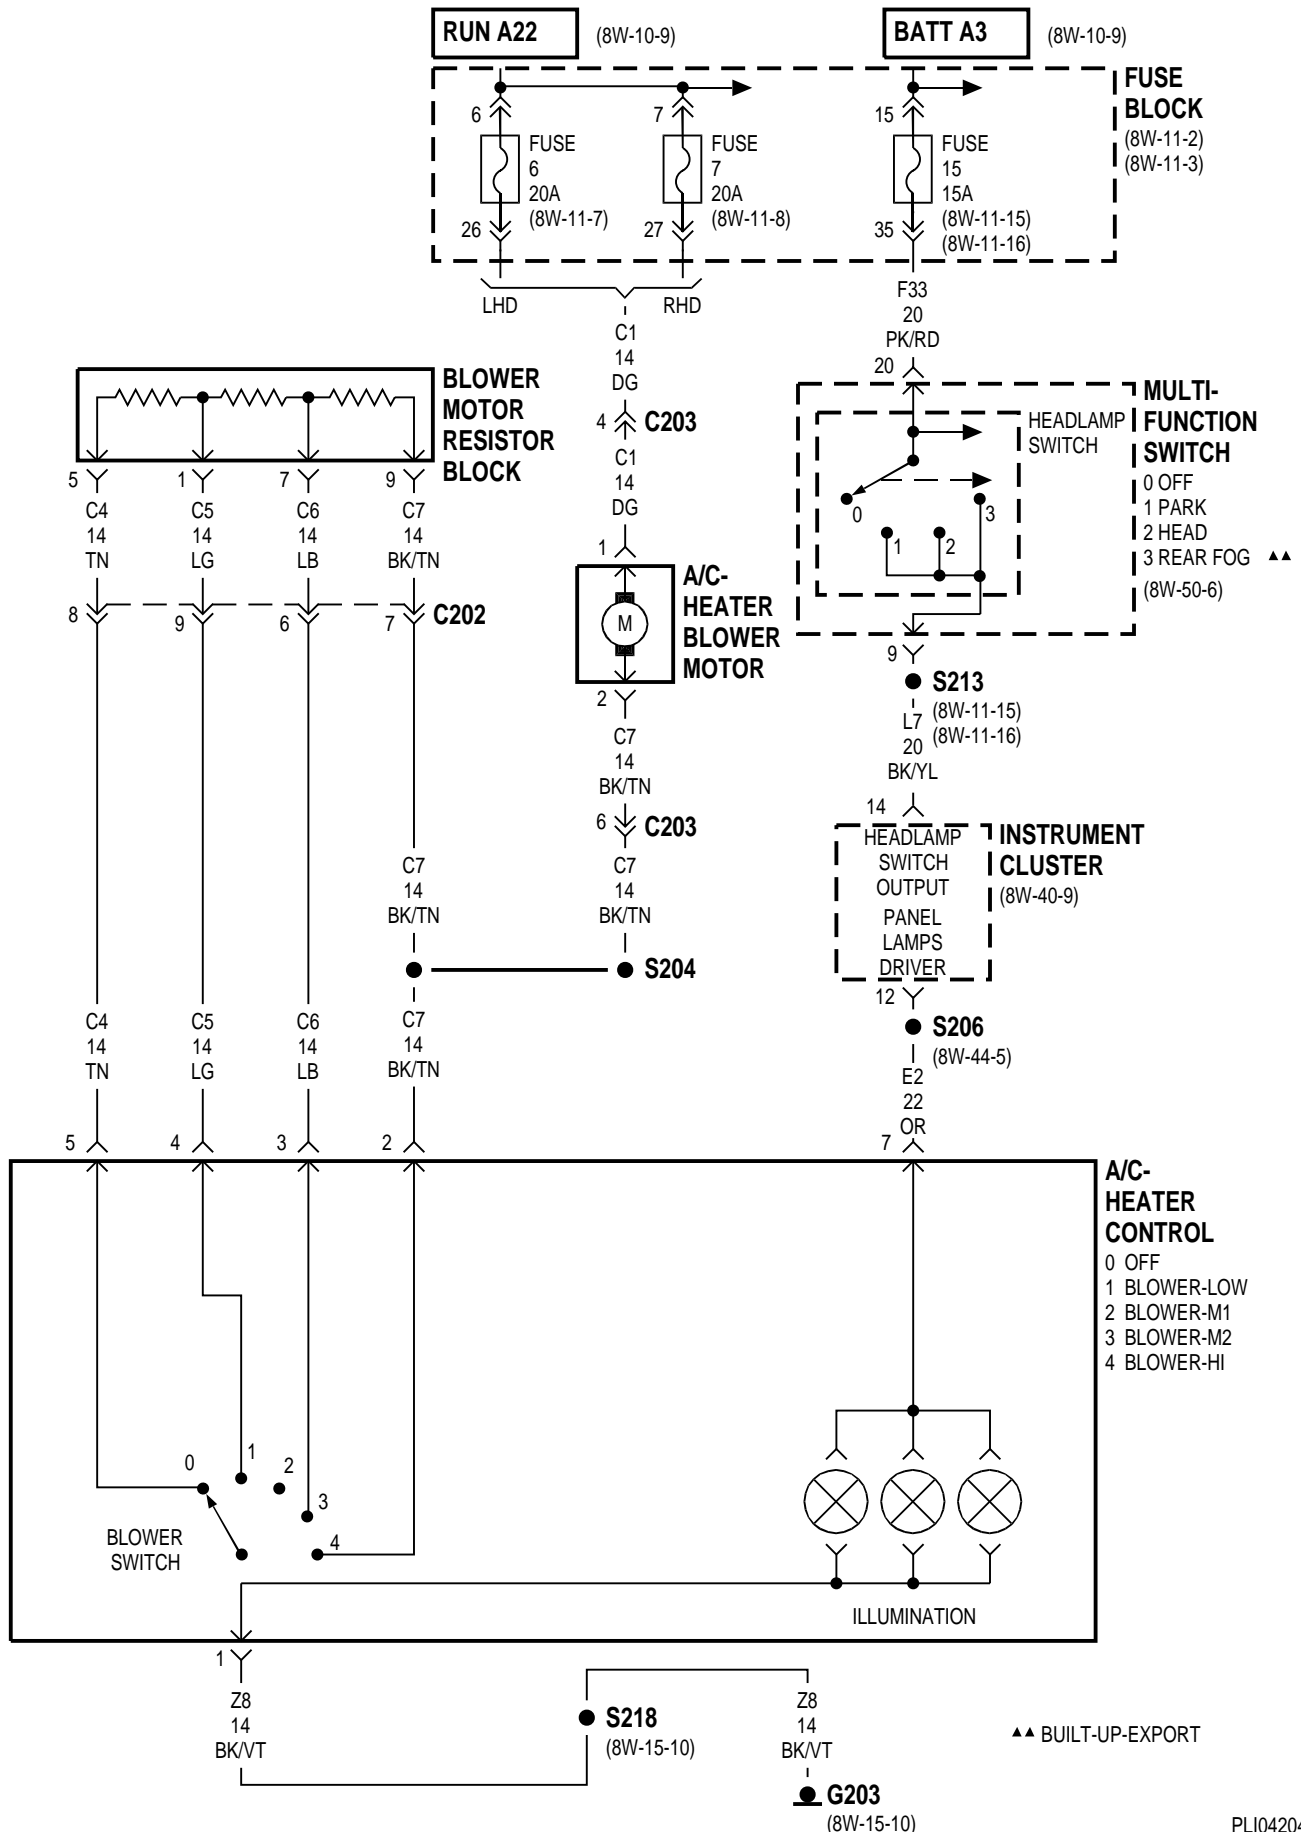 RUN A22 (8W-10-9)
BATT A3 (8W-10-9)
FUSE
BLOCK
(8W-11-2)
(8W-11-3)
6
FUSE
6
20A
(8W-11-7)
26
7
FUSE
7
20A
(8W-11-8)
27
15
FUSE
15
15A
(8W-11-15)
(8W-11-16)
35
LHD
RHD
C1
14
DG
4 C203
C1
14
DG
1
A/C-
HEATER
BLOWER
MOTOR
M
2
C7
14
BK/TN
6 C203
C7
14
BK/TN
S204
F33
20
PK/RD
20
MULTI-
FUNCTION
SWITCH
0 OFF
1 PARK
2 HEAD
3 REAR FOG ▲▲
(8W-50-6)
HEADLAMP
SWITCH
0
1
2
3
9
S213
(8W-11-15)
(8W-11-16)
L7
20
BK/YL
14
HEADLAMP
SWITCH
OUTPUT
PANEL
LAMPS
DRIVER
INSTRUMENT
CLUSTER
(8W-40-9)
12
S206
(8W-44-5)
E2
22
OR
7
BLOWER
MOTOR
RESISTOR
BLOCK
5 1 7 9
C4 C5 C6 C7
14 14 14 14
TN LG LB BK/TN
8 9 6 7 C202
C7
14
BK/TN
C4 C5 C6 C7
14 14 14 14
TN LG LB BK/TN
5 4 3 2
A/C-
HEATER
CONTROL
0 OFF
1 BLOWER-LOW
2 BLOWER-M1
3 BLOWER-M2
4 BLOWER-HI
0
1
2
3
4
BLOWER
SWITCH
ILLUMINATION
1
Z8
14
BK/VT
S218
(8W-15-10)
Z8
14
BK/VT
G203
(8W-15-10)
▲▲ BUILT-UP-EXPORT
PLI04204